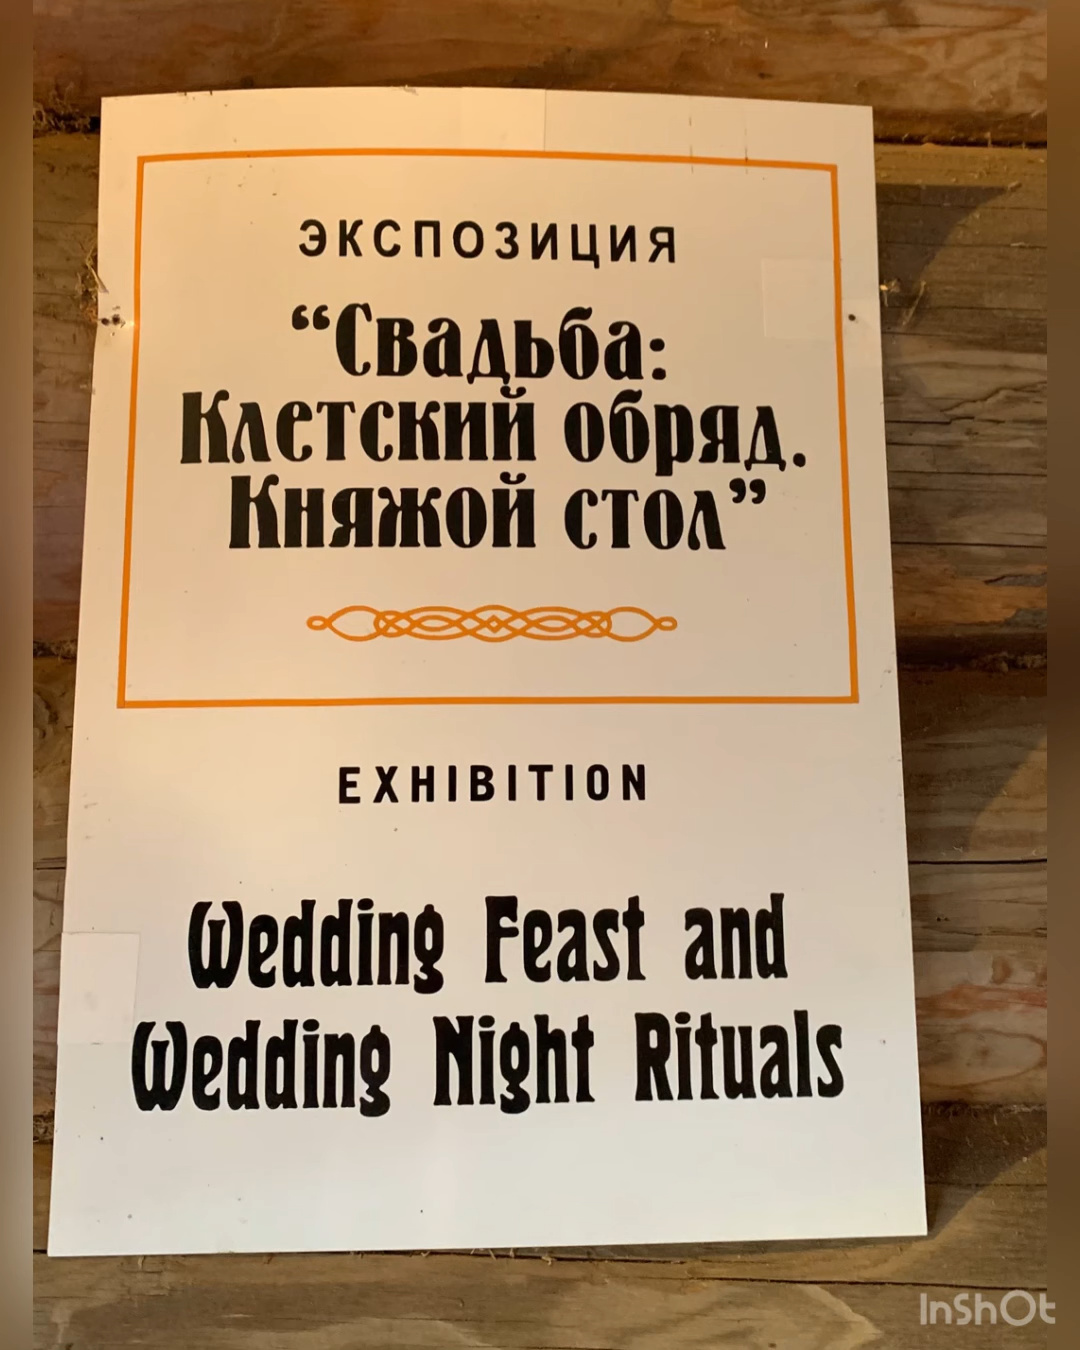 ЭКСПОЗИЦИЯ
“Свадьба:
Клетский обряд.
Княжой стол”
EXHIBITION
Wedding Feast and
Wedding Night Rituals
InShOt